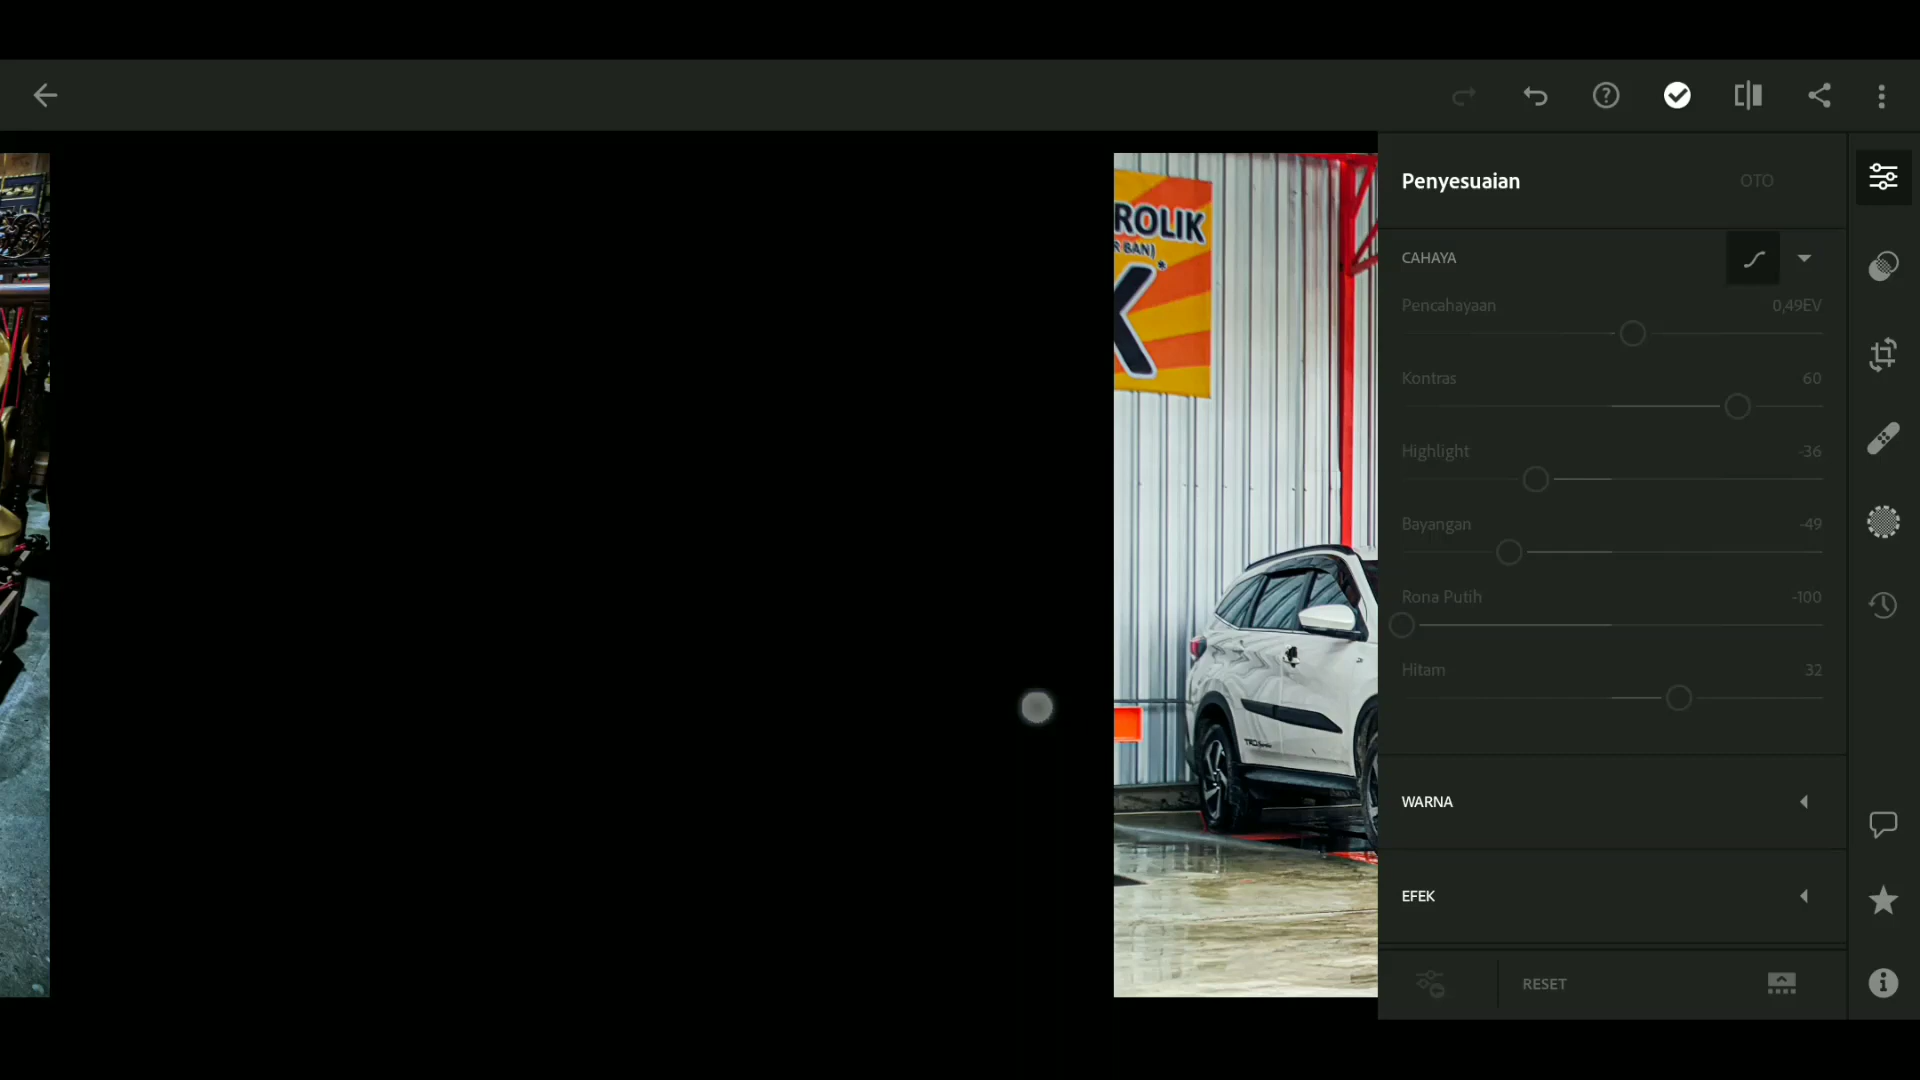 Penyesuaian OTO
CAHAYA
Pencahayaan 0,49EV
Kontras 60
Highlight -36
Bayangan -49
Rona Putih -100
Hitam 32
WARNA
EFEK
RESET
ROLIK
R BAN)
K*